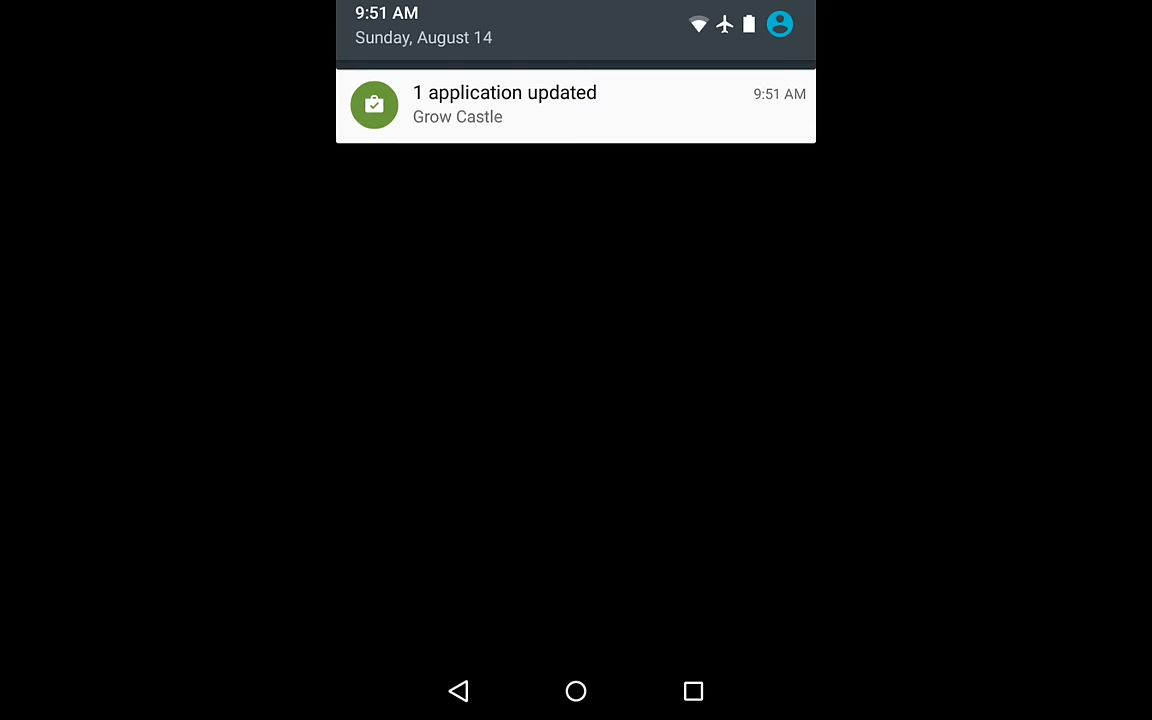 9:51 AM
Sunday, August 14
1 application updated
9:51 AM
Grow Castle